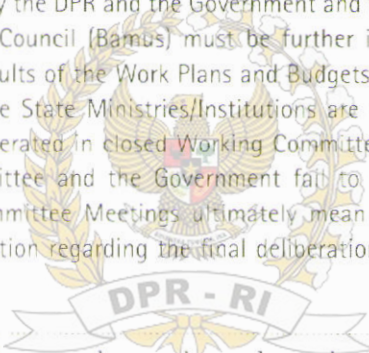 y the DPR and the Government and
Council (Bamus) must be further i
ults of the Work Plans and Budgets
e State Ministries/Institutions are
erated in closed Working Committe
ttee and the Government fail to
mmittee Meetings ultimately mean
tion regarding the final deliberation
DPR - RI